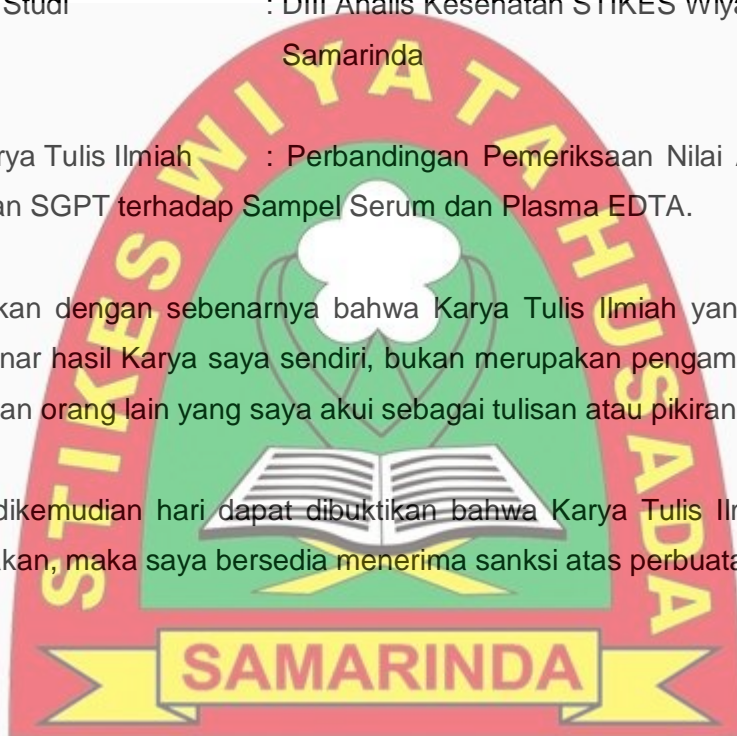 Studi : DIII Analis Kesehatan STIKES Wiya
Samarinda
rya Tulis Ilmiah : Perbandingan Pemeriksaan Nilai
an SGPT terhadap Sampel Serum dan Plasma EDTA.
kan dengan sebenarnya bahwa Karya Tulis Ilmiah yan
nar hasil Karya saya sendiri, bukan merupakan pengam
an orang lain yang saya akui sebagai tulisan atau pikiran
dikemudian hari dapat dibuktikan bahwa Karya Tulis Ilm
akan, maka saya bersedia menerima sanksi atas perbuata
STIKES WIYATA HUSADA
SAMARINDA